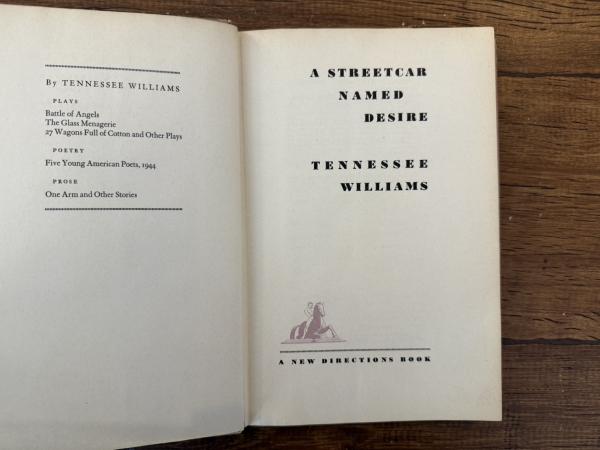 By TENNESSEE WILLIAMS
PLAYS
Battle of Angels
The Glass Menagerie
27 Wagons Full of Cotton and Other Plays
POETRY
Five Young American Poets, 1944
PROSE
One Arm and Other Stories
A STREETCAR
NAMED
DESIRE
TENNESSEE
WILLIAMS
A NEW DIRECTIONS BOOK